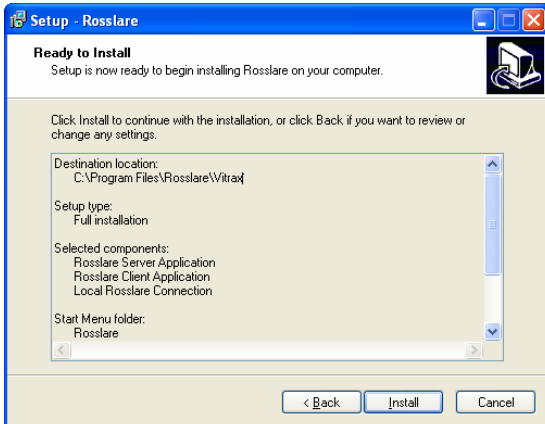 Setup - Rosslare
Ready to Install
Setup is now ready to begin installing Rosslare on your computer.
Click Install to continue with the installation, or click Back if you want to review or
change any settings.
Destination location:
C:\Program Files\Rosslare\Vitrax
Setup type:
Full installation
Selected components:
Rosslare Server Application
Rosslare Client Application
Local Rosslare Connection
Start Menu folder:
Rosslare
< Back
Install
Cancel